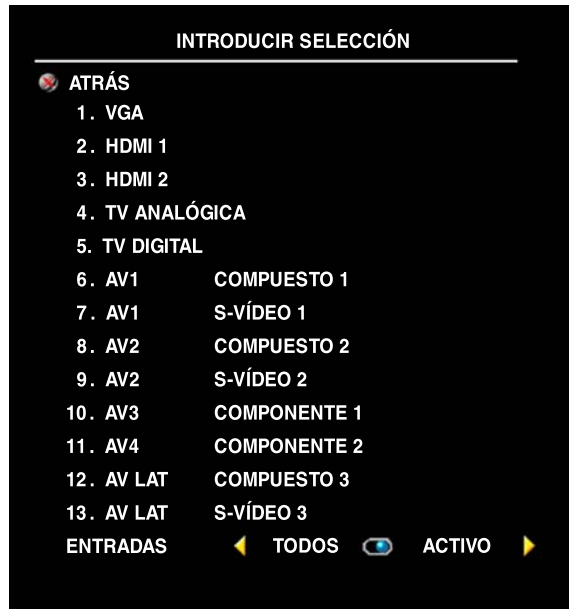 INTRODUCIR SELECCIÓN
ATRÁS
1. VGA
2. HDMI 1
3. HDMI 2
4. TV ANALÓGICA
5. TV DIGITAL
6. AV1 COMPUESTO 1
7. AV1 S-VÍDEO 1
8. AV2 COMPUESTO 2
9. AV2 S-VÍDEO 2
10. AV3 COMPONENTE 1
11. AV4 COMPONENTE 2
12. AV LAT COMPUESTO 3
13. AV LAT S-VÍDEO 3
ENTRADAS TODOS ACTIVO